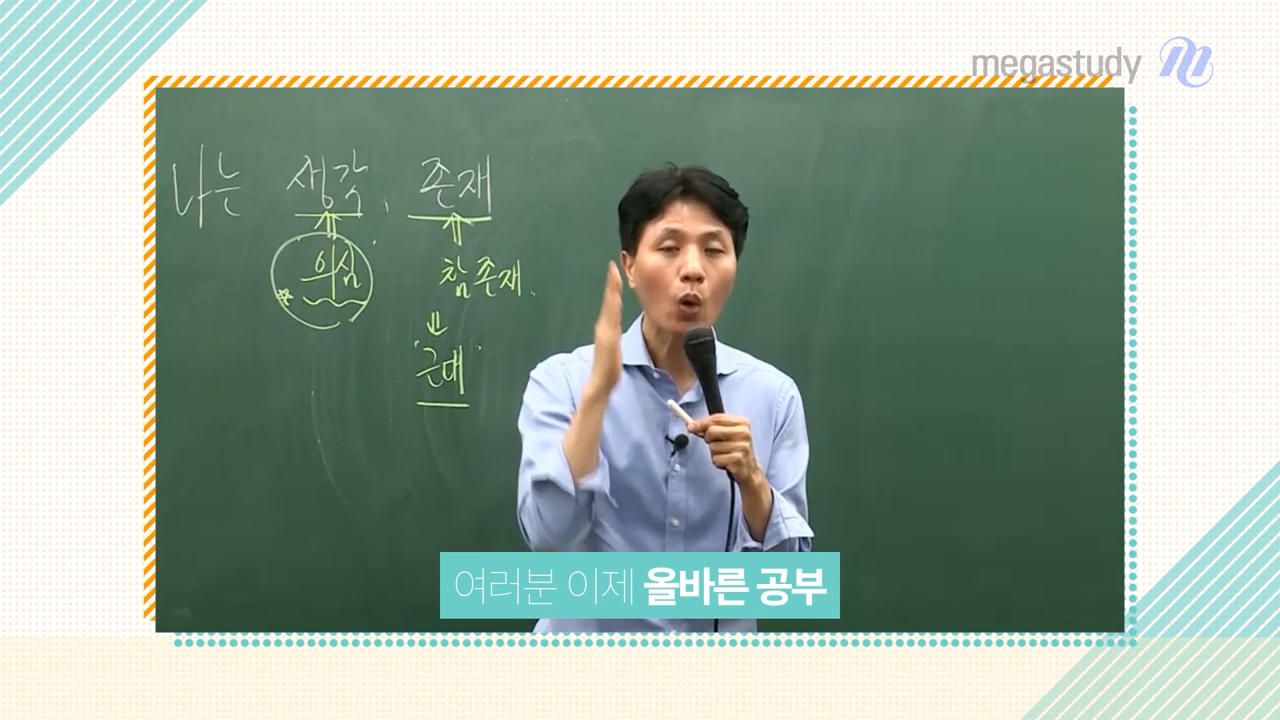 megastudy
나는 생각, 존재
의심 참존재.
'근대'
여러분 이제 올바른 공부